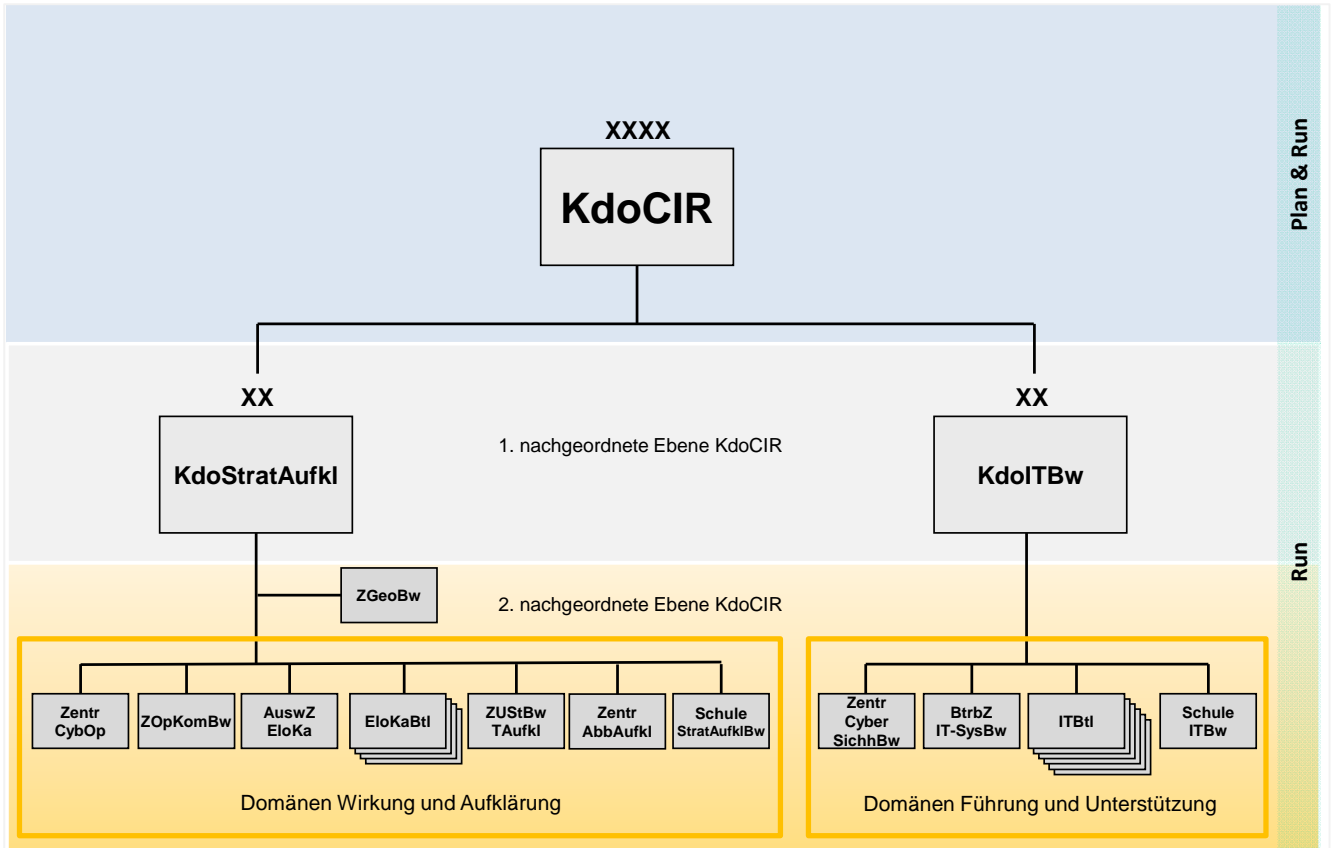 XXXX
KdoCIR
Plan & Run
XX
XX
KdoStratAufkl
1. nachgeordnete Ebene KdoCIR
KdoITBw
Run
ZGeoBw
2. nachgeordnete Ebene KdoCIR
Zentr
CybOp
ZOpKomBw
AuswZ
EloKa
EloKaBtl
ZUStBw
TAufkl
Zentr
AbbAufkl
Schule
StratAufklBw
Zentr
Cyber
SichhBw
BtrbZ
IT-SysBw
ITBtl
Schule
ITBw
Domänen Wirkung und Aufklärung
Domänen Führung und Unterstützung